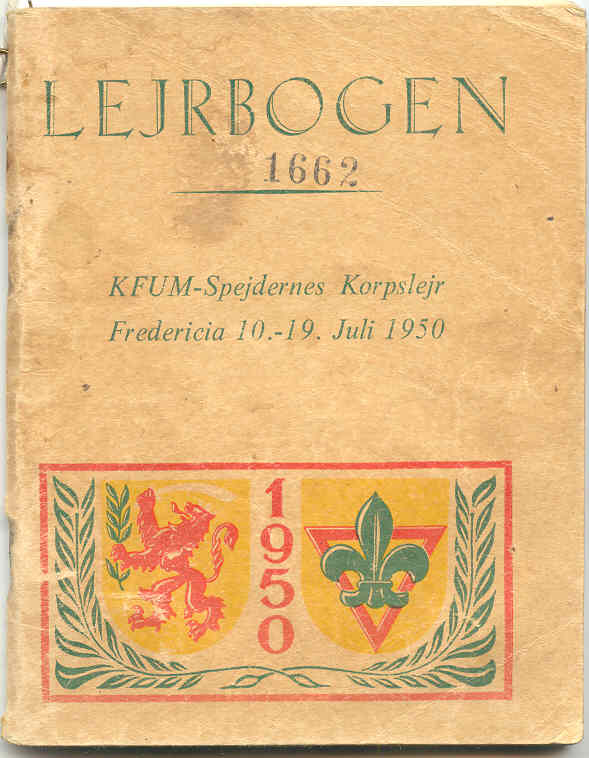 LEJRBOGEN
1662
KFUM-Spejdernes Korpslejr
Fredericia 10.-19. Juli 1950
1950